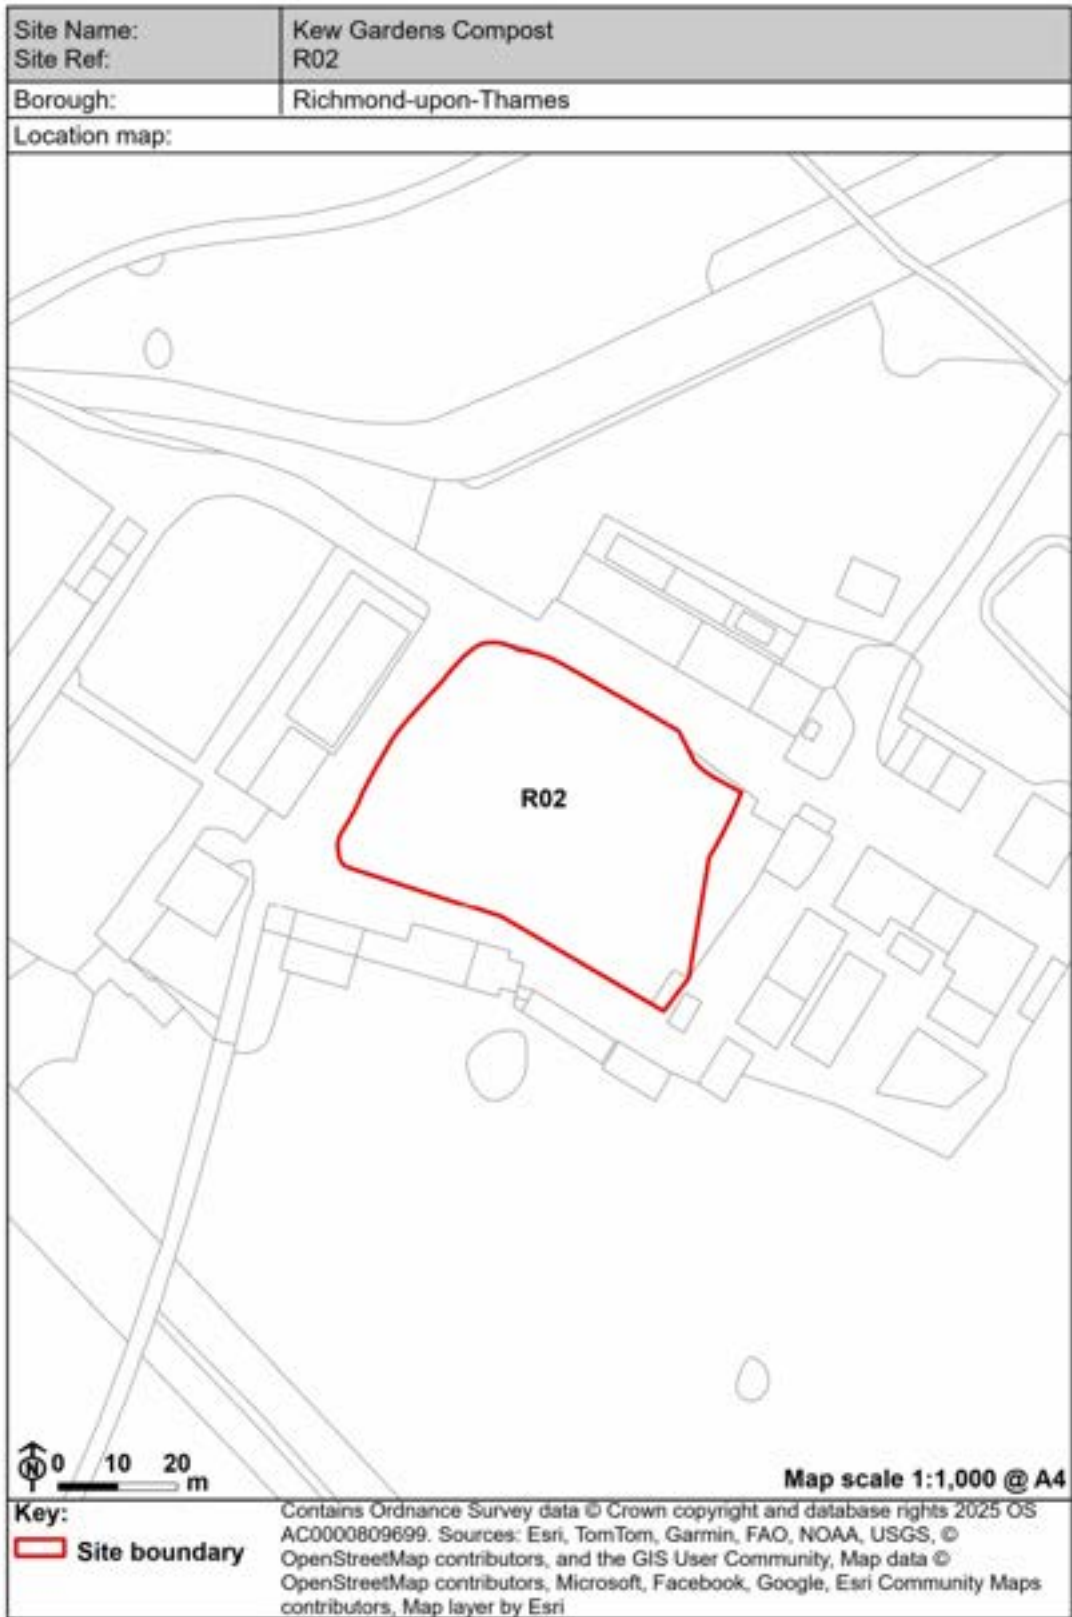 Site Name: Kew Gardens Compost
Site Ref: R02
Borough: Richmond-upon-Thames
Location map:
R02
N 0 10 20 m
Map scale 1:1,000 @ A4
Key:
Site boundary
Contains Ordnance Survey data © Crown copyright and database rights 2025 OS
AC0000809699. Sources: Esri, TomTom, Garmin, FAO, NOAA, USGS, ©
OpenStreetMap contributors, and the GIS User Community, Map data ©
OpenStreetMap contributors, Microsoft, Facebook, Google, Esri Community Maps
contributors, Map layer by Esri